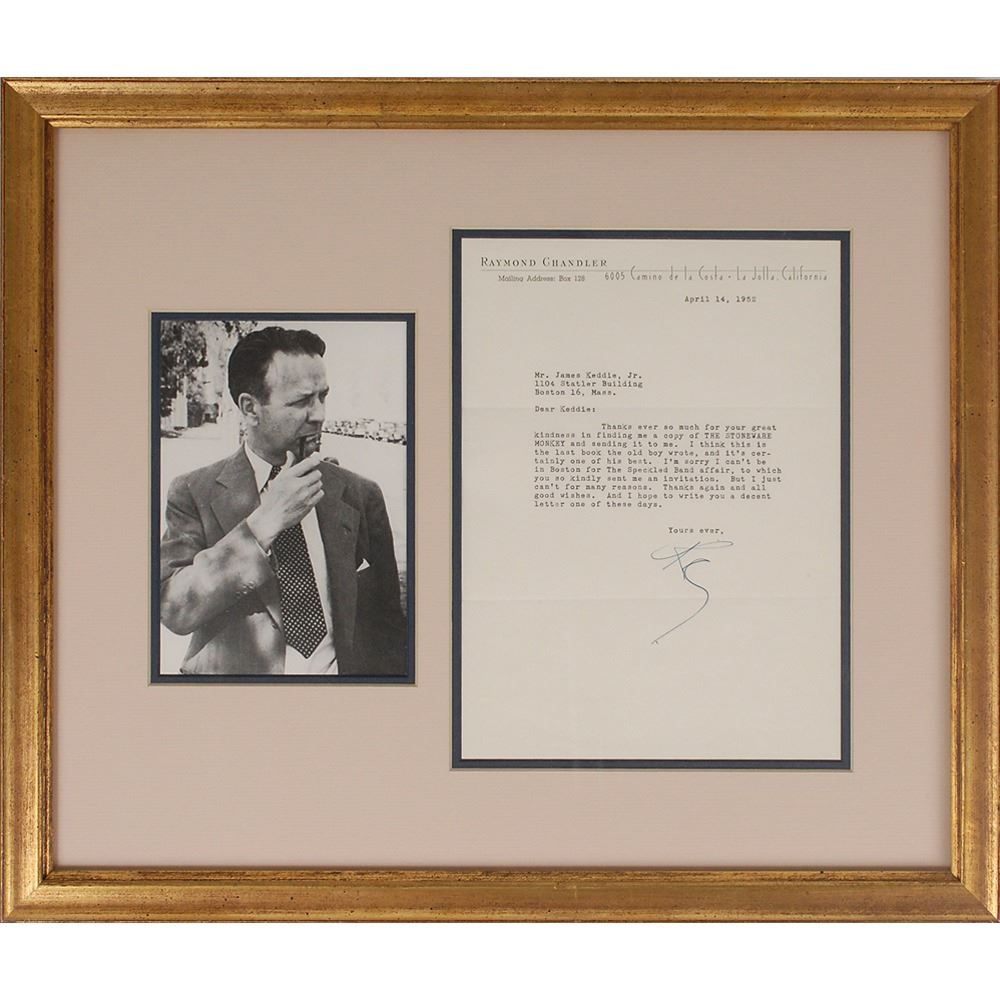 RAYMOND CHANDLER
Mailing Address: Box 128 6005 Camino de la Costa - La Jolla, California
April 14, 1952
Mr. James Keddie, Jr.
1104 Statler Building
Boston 16, Mass.
Dear Keddie:
Thanks ever so much for your great
kindness in finding me a copy of THE STONEWARE
MONKEY and sending it to me. I think this is
the last book the old boy wrote, and it's cer-
tainly one of his best. I'm sorry I can't be
in Boston for The Speckled Band affair, to which
you so kindly sent me an invitation. But I just
can't for many reasons. Thanks again and all
good wishes. And I hope to write you a decent
letter one of these days.
Yours ever,